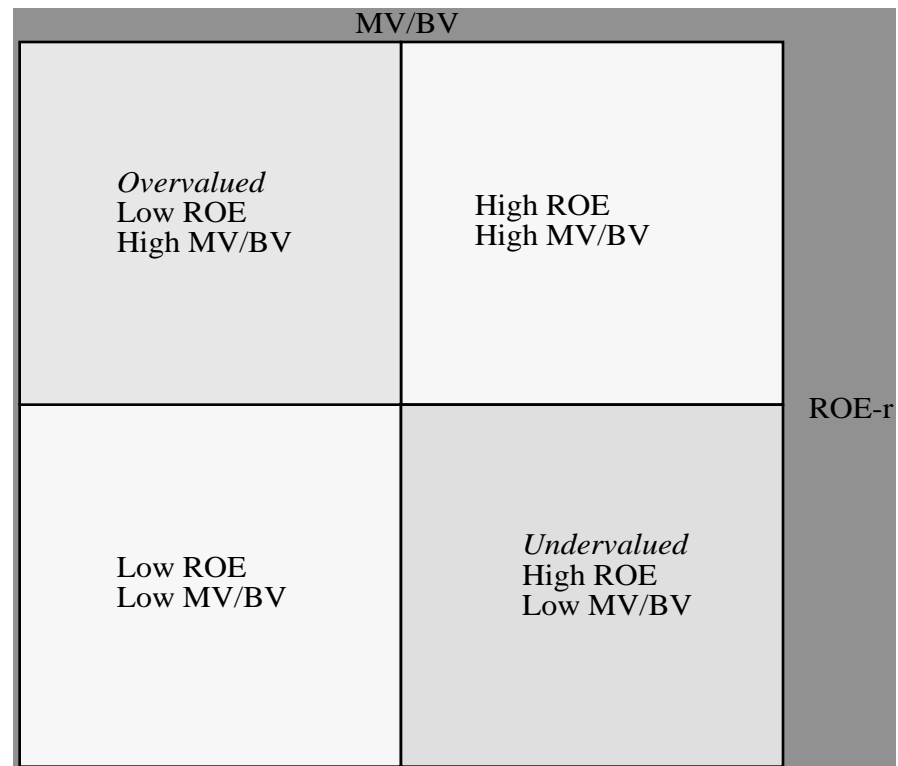 MV/BV
Overvalued
Low ROE
High MV/BV
High ROE
High MV/BV
ROE-r
Low ROE
Low MV/BV
Undervalued
High ROE
Low MV/BV